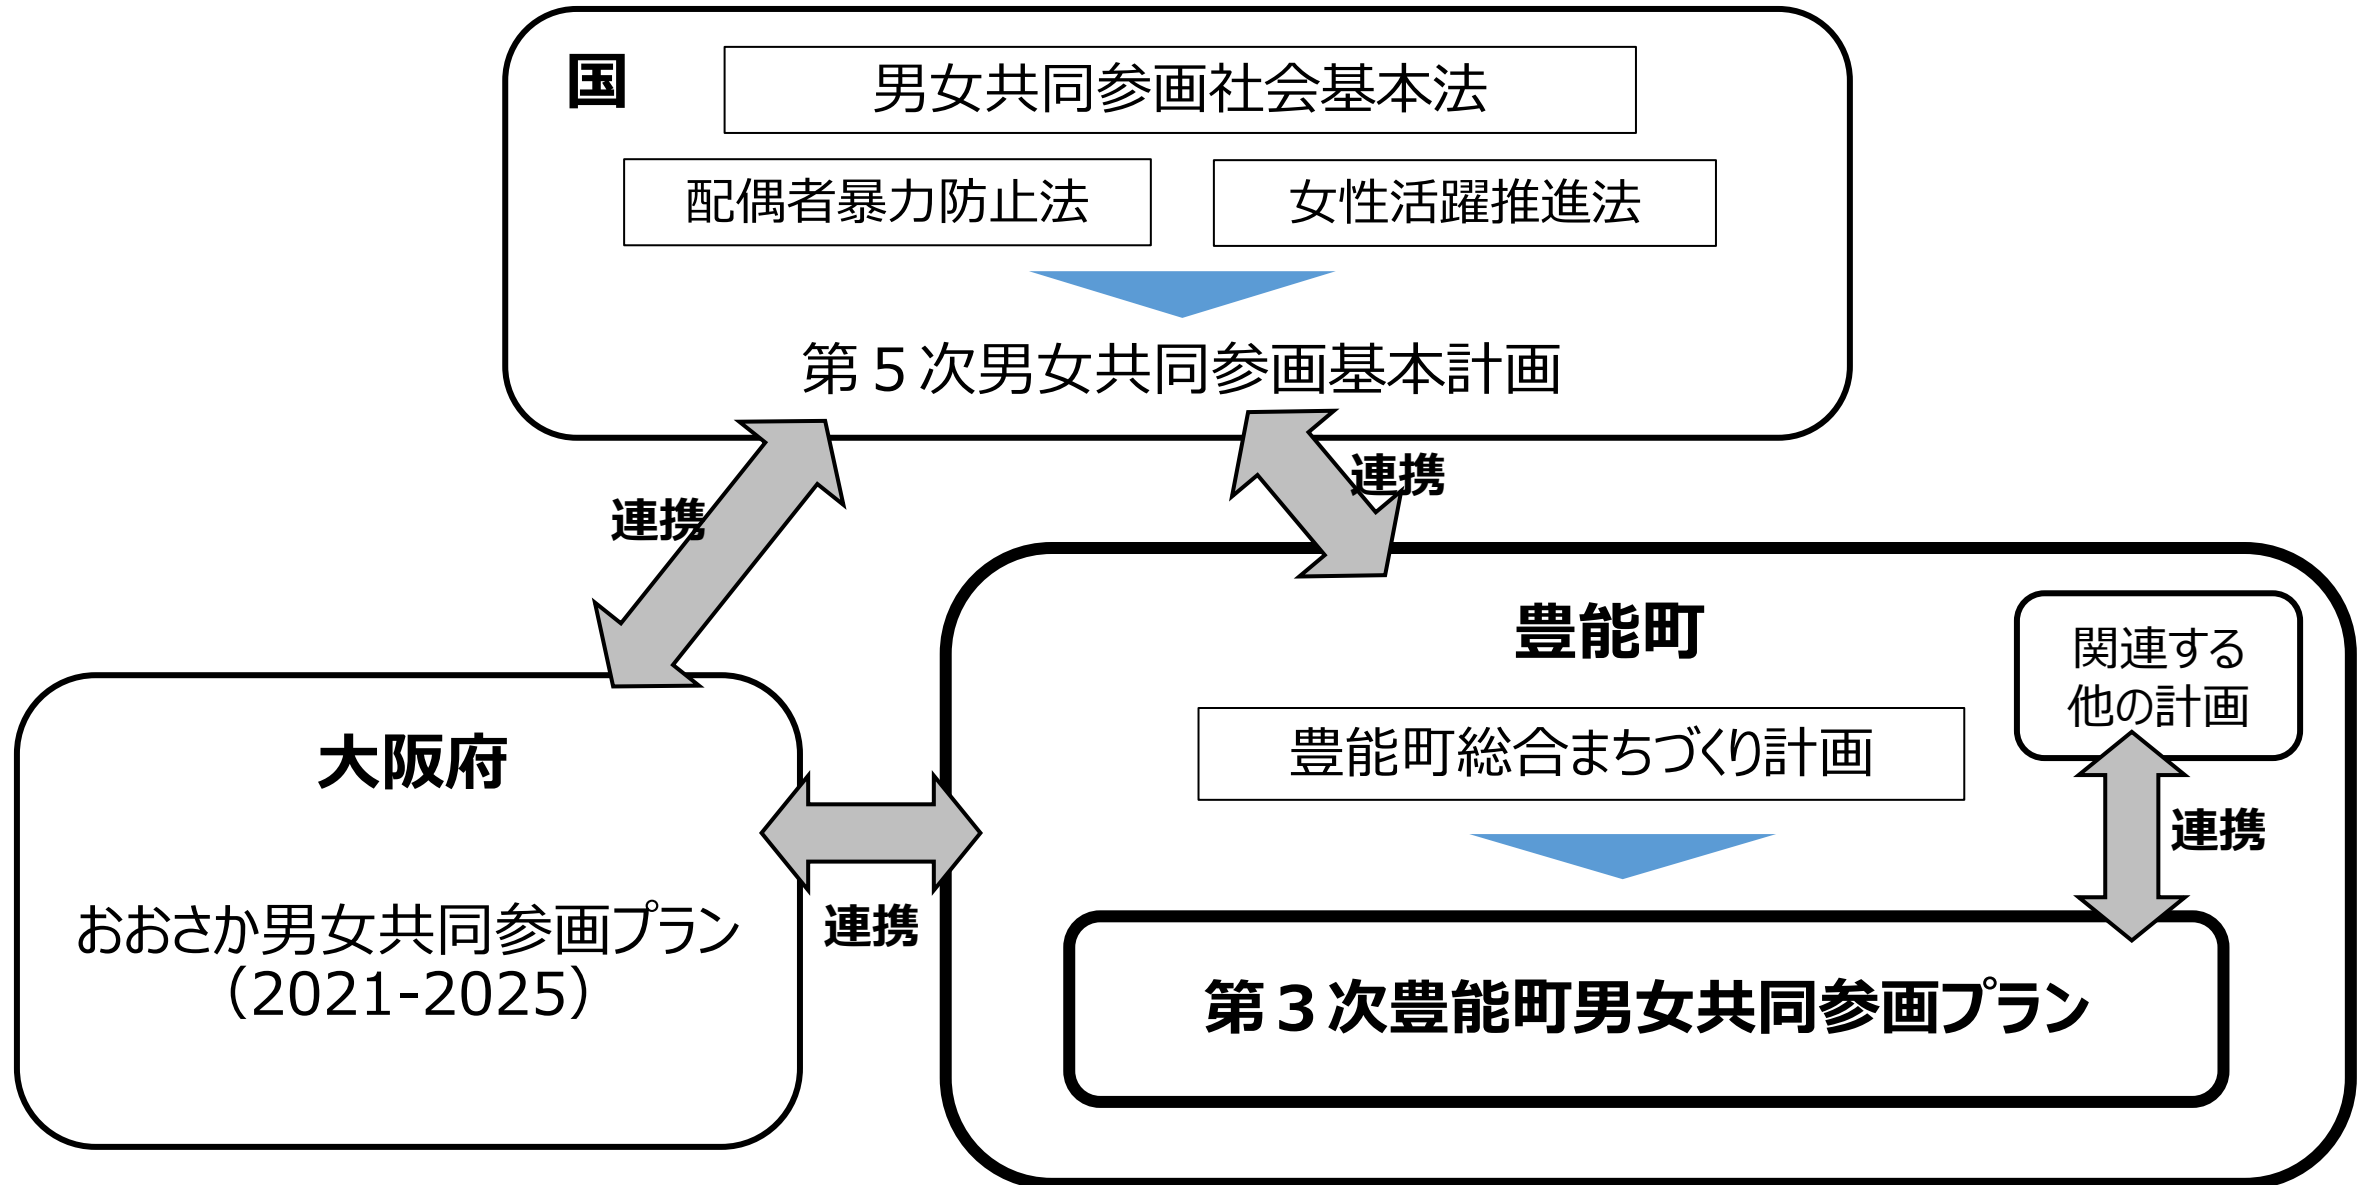 国
男女共同参画社会基本法
配偶者暴力防止法
女性活躍推進法
第５次男女共同参画基本計画
連携
連携
大阪府
おおさか男女共同参画プラン
（2021-2025）
連携
豊能町
関連する
他の計画
豊能町総合まちづくり計画
連携
第３次豊能町男女共同参画プラン